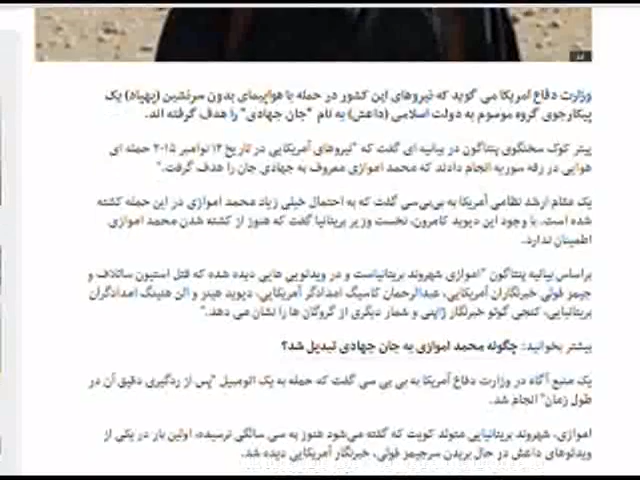 وزارت دفاع آمریکا می گوید که نیروهای این کشور در حمله با هواپیمای بدون سرنشین (پهپاد) یک
پیکارجوی گروه موسوم به دولت اسلامی (داعش) به نام "جان جهادی" را هدف گرفته اند.
پیتر کوک سخنگوی پنتاگون در بیانیه ای گفت که "نیروهای آمریکایی در تاریخ ۱۲ نوامبر ۲۰۱۵ حمله ای
هوایی در رقه سوریه انجام دادند که محمد اموازی معروف به جهادی جان را هدف گرفت."
یک مقام ارشد نظامی آمریکا به بی‌بی‌سی گفت که به احتمال خیلی زیاد محمد اموازی در این حمله کشته
شده است. با وجود این دیوید کامرون، نخست وزیر بریتانیا گفت که هنوز از کشته شدن محمد اموازی
اطمینان ندارد.
براساس بیانیه پنتاگون "اموازی شهروند بریتانیاست و در ویدئویی هایی دیده شده که قتل استیون ساتلاف و
جیمز فولی خبرنگاران آمریکایی، عبدالرحمان کاسیگ امدادگر آمریکایی، دیوید هینز و الن هنینگ امدادگران
بریتانیایی، کنجی گوتو خبرنگار ژاپنی و شمار دیگری از گروگان ها را نشان می دهد."
بیشتر بخوانید: چگونه محمد اموازی به جان جهادی تبدیل شد؟
یک منبع آگاه در وزارت دفاع آمریکا به بی بی سی گفت که حمله به یک اتومبیل "پس از ردگیری دقیق آن در
طول زمان" انجام شد.
اموازی، شهروند بریتانیایی متولد کویت که گفته می‌شود هنوز به سی سالگی نرسیده، اولین بار در یکی از
ویدئوهای داعش در حال بریدن سرجیمز فولی، خبرنگار آمریکایی دیده شد.